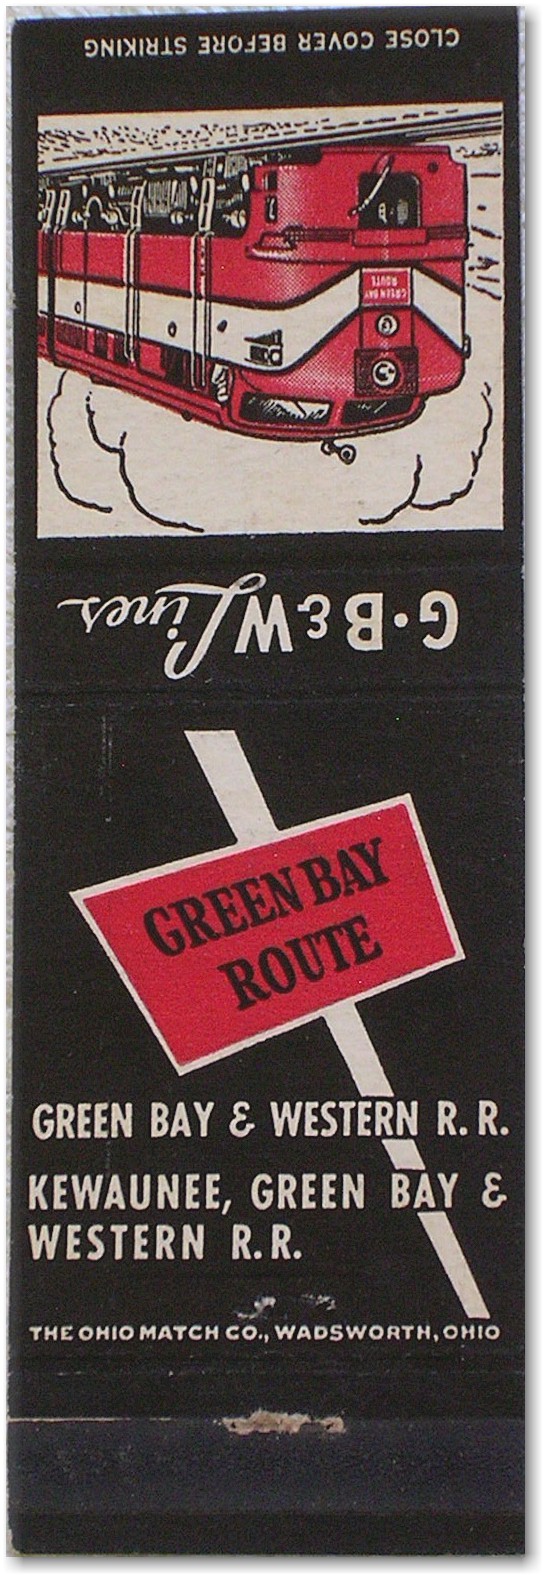 CLOSE COVER BEFORE STRIKING
GREEN BAY
ROUTE
G·B&W Lines
GREEN BAY
ROUTE
GREEN BAY & WESTERN R.R.
KEWAUNEE, GREEN BAY &
WESTERN R.R.
THE OHIO MATCH CO., WADSWORTH, OHIO